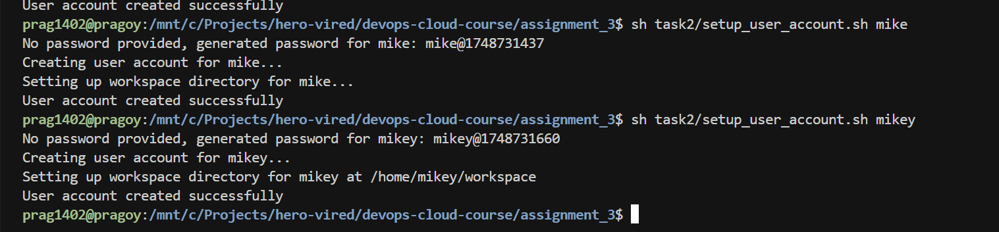 User account created successfully
prag1402@pragoy:/mnt/c/Projects/hero-vired/devops-cloud-course/assignment_3$ sh task2/setup_user_account.sh mike
No password provided, generated password for mike: mike@1748731437
Creating user account for mike...
Setting up workspace directory for mike...
User account created successfully
prag1402@pragoy:/mnt/c/Projects/hero-vired/devops-cloud-course/assignment_3$ sh task2/setup_user_account.sh mikey
No password provided, generated password for mikey: mikey@1748731660
Creating user account for mikey...
Setting up workspace directory for mikey at /home/mikey/workspace
User account created successfully
prag1402@pragoy:/mnt/c/Projects/hero-vired/devops-cloud-course/assignment_3$